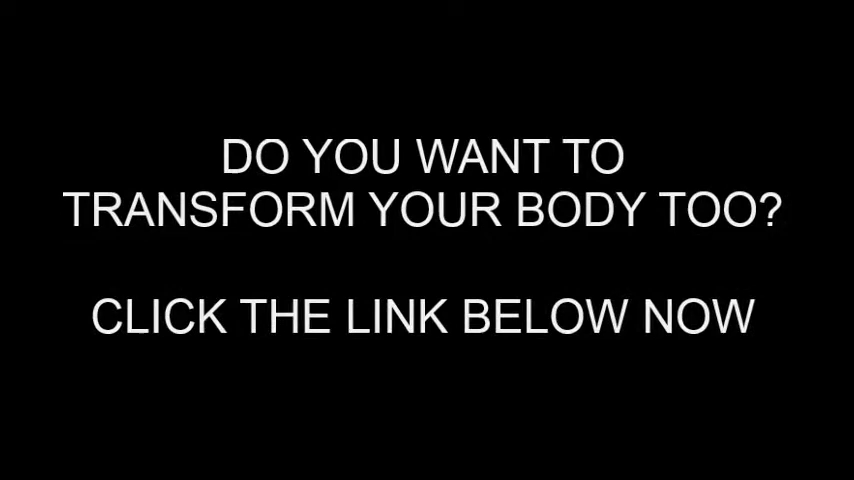 DO YOU WANT TO
TRANSFORM YOUR BODY TOO?
CLICK THE LINK BELOW NOW